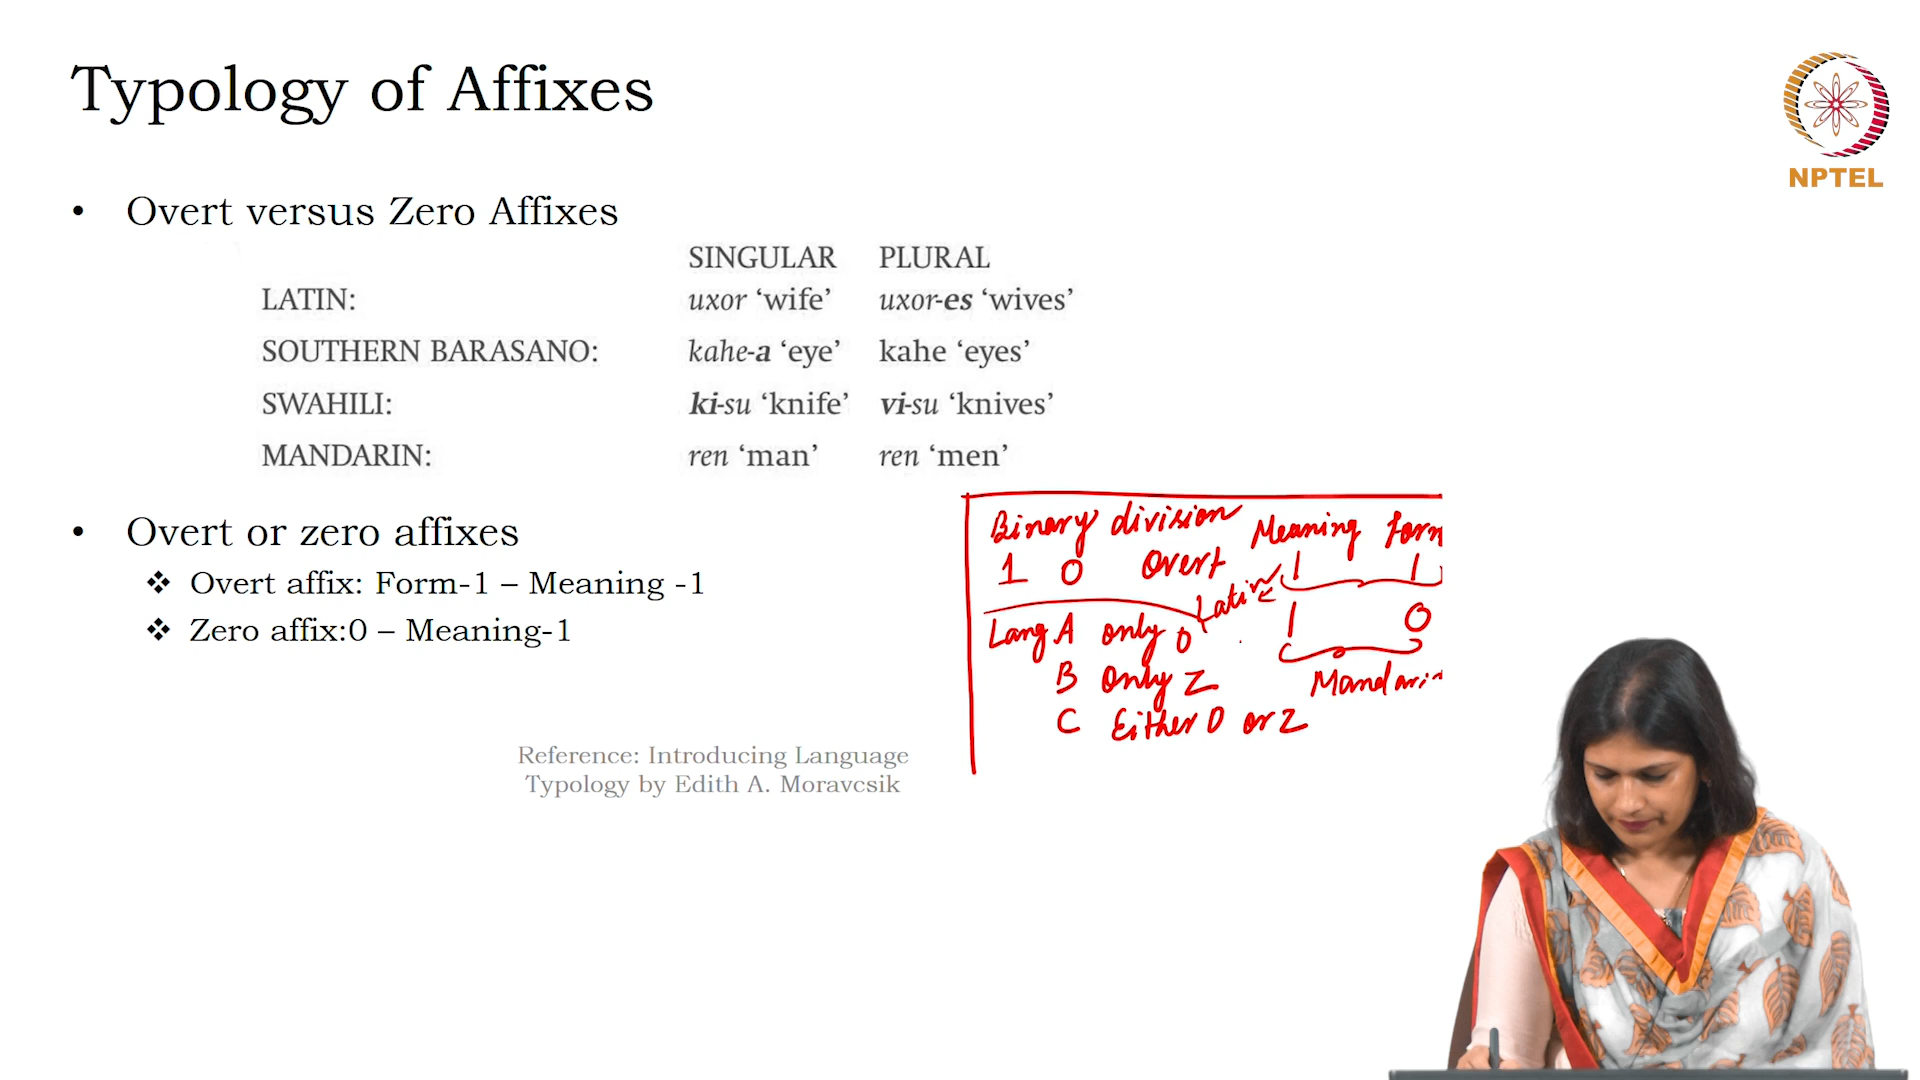 Typology of Affixes
NPTEL
• Overt versus Zero Affixes
SINGULAR PLURAL
LATIN: uxor ‘wife’ uxor-es ‘wives’
SOUTHERN BARASANO: kahe-a ‘eye’ kahe ‘eyes’
SWAHILI: ki-su ‘knife’ vi-su ‘knives’
MANDARIN: ren ‘man’ ren ‘men’
• Overt or zero affixes
❖ Overt affix: Form-1 – Meaning -1
❖ Zero affix:0 – Meaning-1
Reference: Introducing Language
Typology by Edith A. Moravcsik
Binary division Meaning Form
1 0 Overt 1 1
Latin
1 0
Lang A only O
B Only Z Mandarin
C Either O or Z